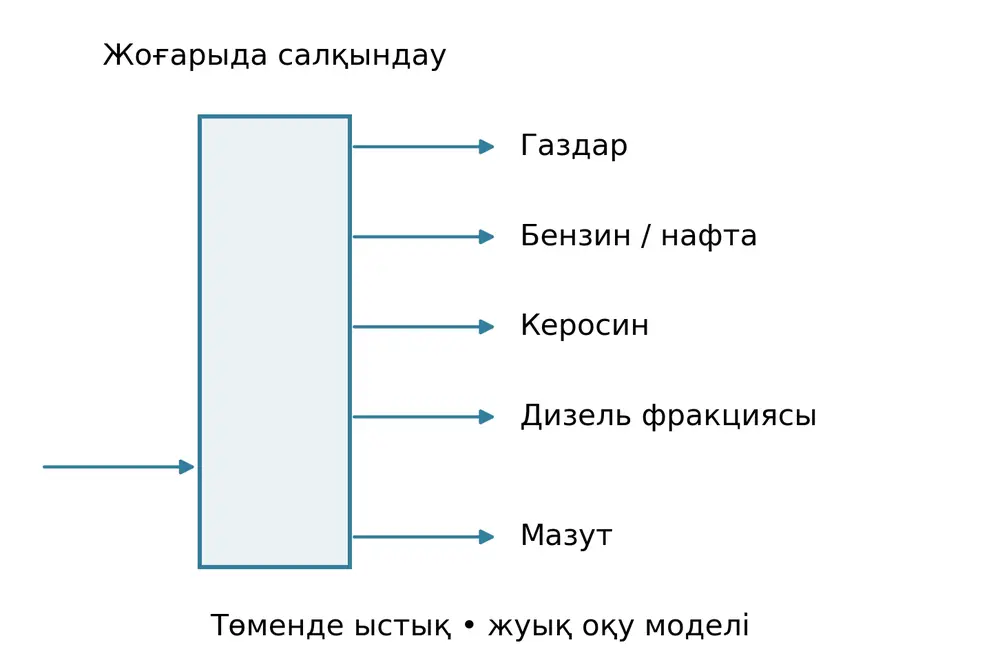 Жоғарыда салқындау
Газдар
Бензин / нафта
Керосин
Дизель фракциясы
Мазут
Төменде ыстық • жуық оқу моделі